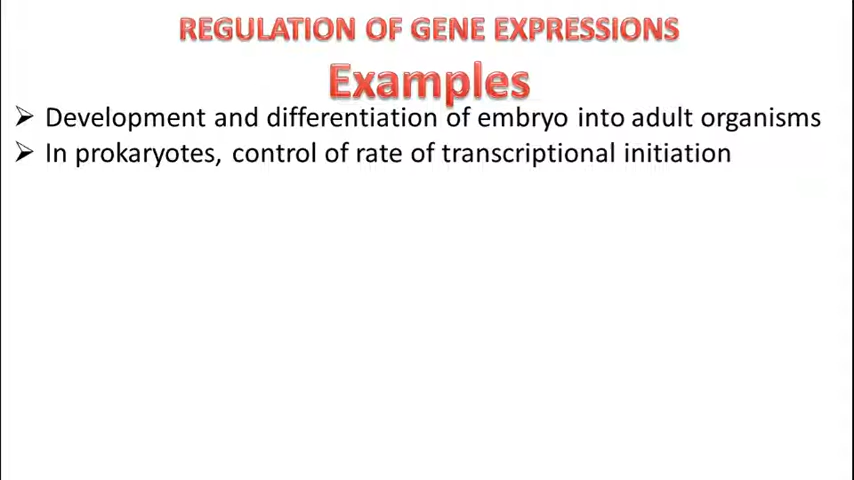 REGULATION OF GENE EXPRESSIONS
Examples
➢ Development and differentiation of embryo into adult organisms
➢ In prokaryotes, control of rate of transcriptional initiation